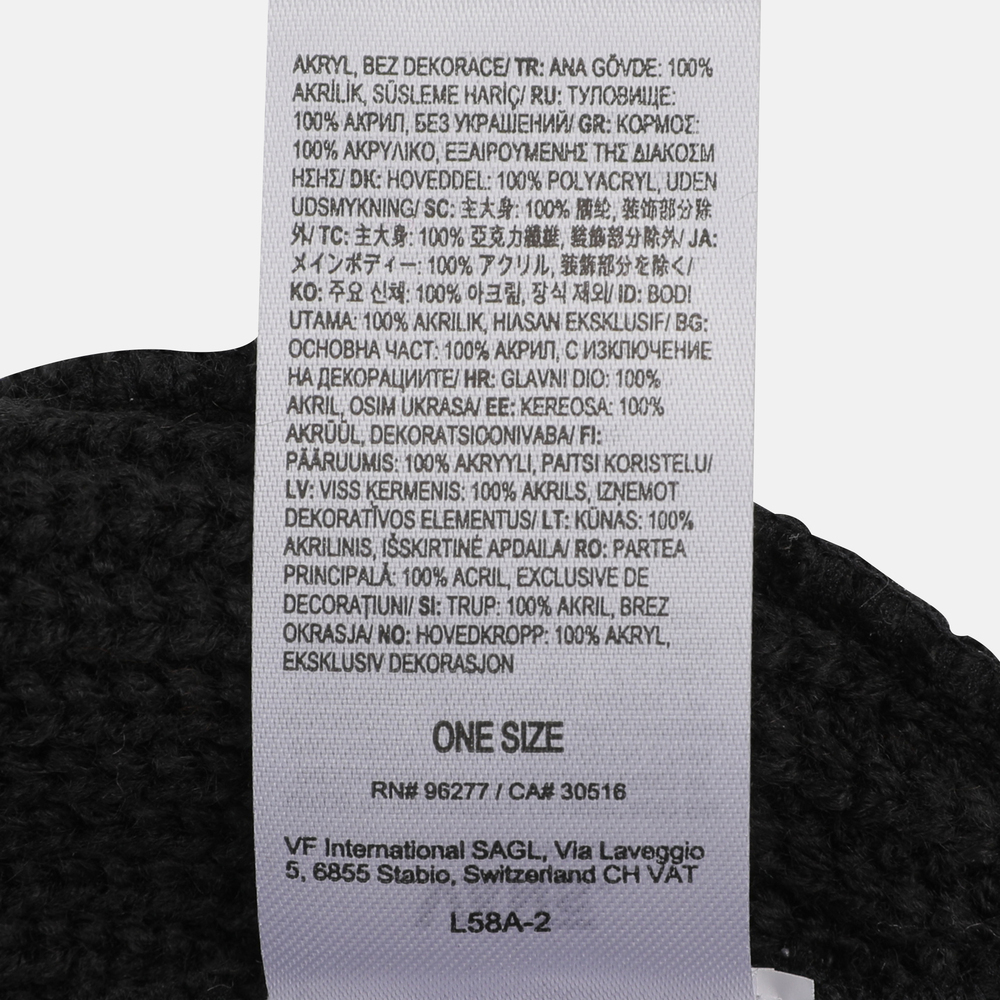 AKRYL, BEZ DEKORACE/ TR: ANA GÖVDE: 100%
AKRİLİK, SÜSLEME HARİÇ/ RU: ТУЛОВИЩЕ:
100% АКРИЛ, БЕЗ УКРАШЕНИЙ/ GR: ΚΟΡΜΟΣ:
100% ΑΚΡΥΛΙΚΟ, ΕΞΑΙΡΟΥΜΕΝΗΣ ΤΗΣ ΔΙΑΚΟΣΜ
ΗΣΗΣ/ DK: HOVEDDEL: 100% POLYACRYL, UDEN
UDSMYKNING/ SC: 主大身: 100% 腈纶, 装饰部分除
外/ TC: 主大身: 100% 亞克力纖維, 裝飾部分除外/ JA:
メインボディー: 100% アクリル, 装飾部分を除く/
KO: 주요 신체: 100% 아크릴, 장식 제외/ ID: BODI
UTAMA: 100% AKRILIK, HIASAN EKSKLUSIF/ BG:
ОСНОВНА ЧАСТ: 100% АКРИЛ, С ИЗКЛЮЧЕНИЕ
НА ДЕКОРАЦИИТЕ/ HR: GLAVNI DIO: 100%
AKRIL, OSIM UKRASA/ EE: KEREOSA: 100%
AKRÜÜL, DEKORATSIOONIVABA/ FI:
PÄÄRUUMIS: 100% AKRYYLI, PAITSI KORISTELU/
LV: VISS ĶERMENIS: 100% AKRILS, IZŅEMOT
DEKORATĪVOS ELEMENTUS/ LT: KŪNAS: 100%
AKRILINIS, IŠSKIRTINĖ APDAILA/ RO: PARTEA
PRINCIPALĂ: 100% ACRIL, EXCLUSIVE DE
DECORAȚIUNI/ SI: TRUP: 100% AKRIL, BREZ
OKRASJA/ NO: HOVEDKROPP: 100% AKRYL,
EKSKLUSIV DEKORASJON
ONE SIZE
RN# 96277 / CA# 30516
VF International SAGL, Via Laveggio
5, 6855 Stabio, Switzerland CH VAT
L58A-2